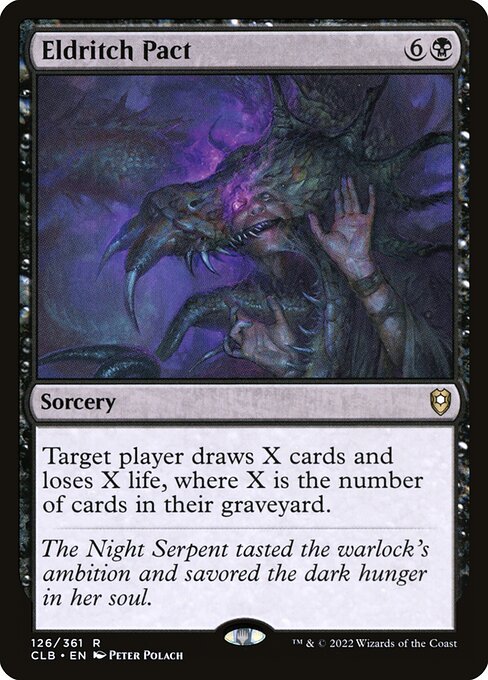 Eldritch Pact 6
Sorcery
Target player draws X cards and
loses X life, where X is the number
of cards in their graveyard.
The Night Serpent tasted the warlock's
ambition and savored the dark hunger
in her soul.
126/361 R
CLB • EN Peter Polach
™ & © 2022 Wizards of the Coast